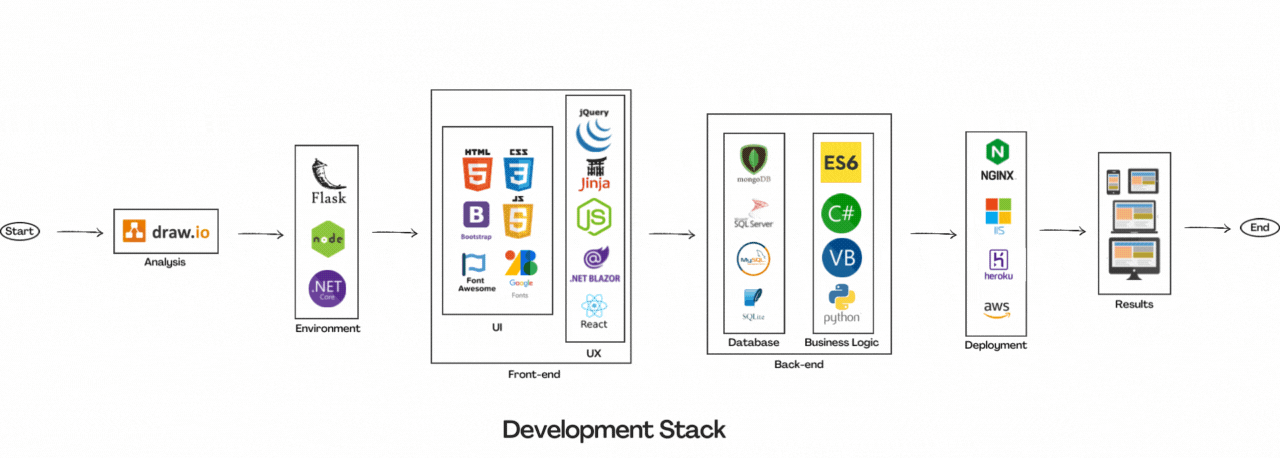 Start
draw.io
Analysis
Flask
node
.NET
Core
Environment
HTML
5
CSS
3
B
Bootstrap
JS
5
Font
Awesome
Google
Fonts
UI
jQuery
Jinja
JS
.NET BLAZOR
React
UX
Front-end
mongoDB
SQL Server
MySQL
SQLite
Database
ES6
C#
VB
python
Business Logic
Back-end
N
NGINX
IIS
heroku
aws
Deployment
Results
End
Development Stack